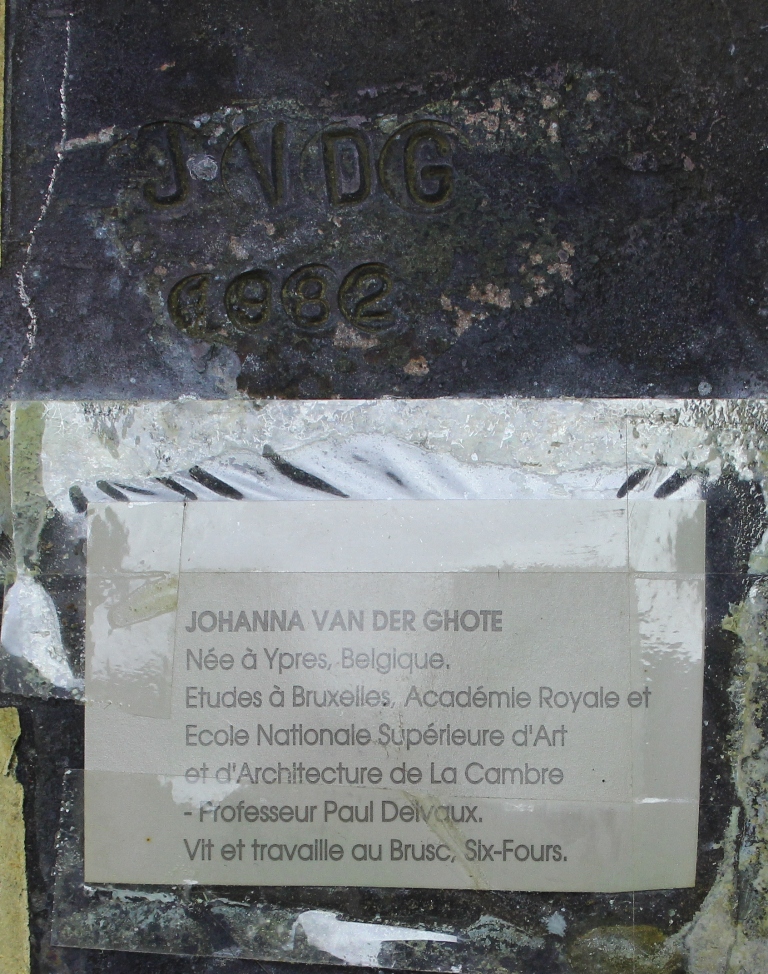 JVDG
1982
JOHANNA VAN DER GHOTE
Née à Ypres, Belgique.
Etudes à Bruxelles, Académie Royale et
Ecole Nationale Supérieure d'Art
et d'Architecture de La Cambre
- Professeur Paul Delvaux.
Vit et travaille au Brusc, Six-Fours.